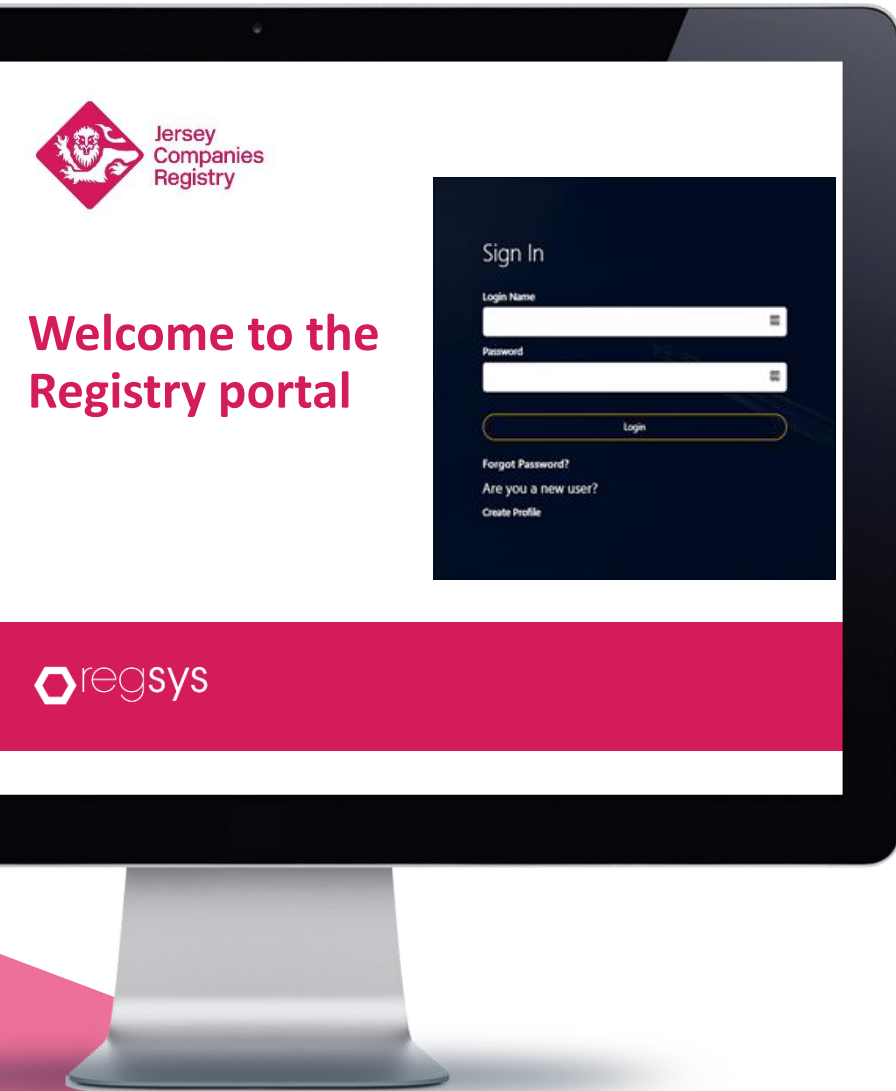 Jersey
Companies
Registry
Welcome to the
Registry portal
Sign In
Login Name
Password
Login
Forgot Password?
Are you a new user?
Create Profile
regsys